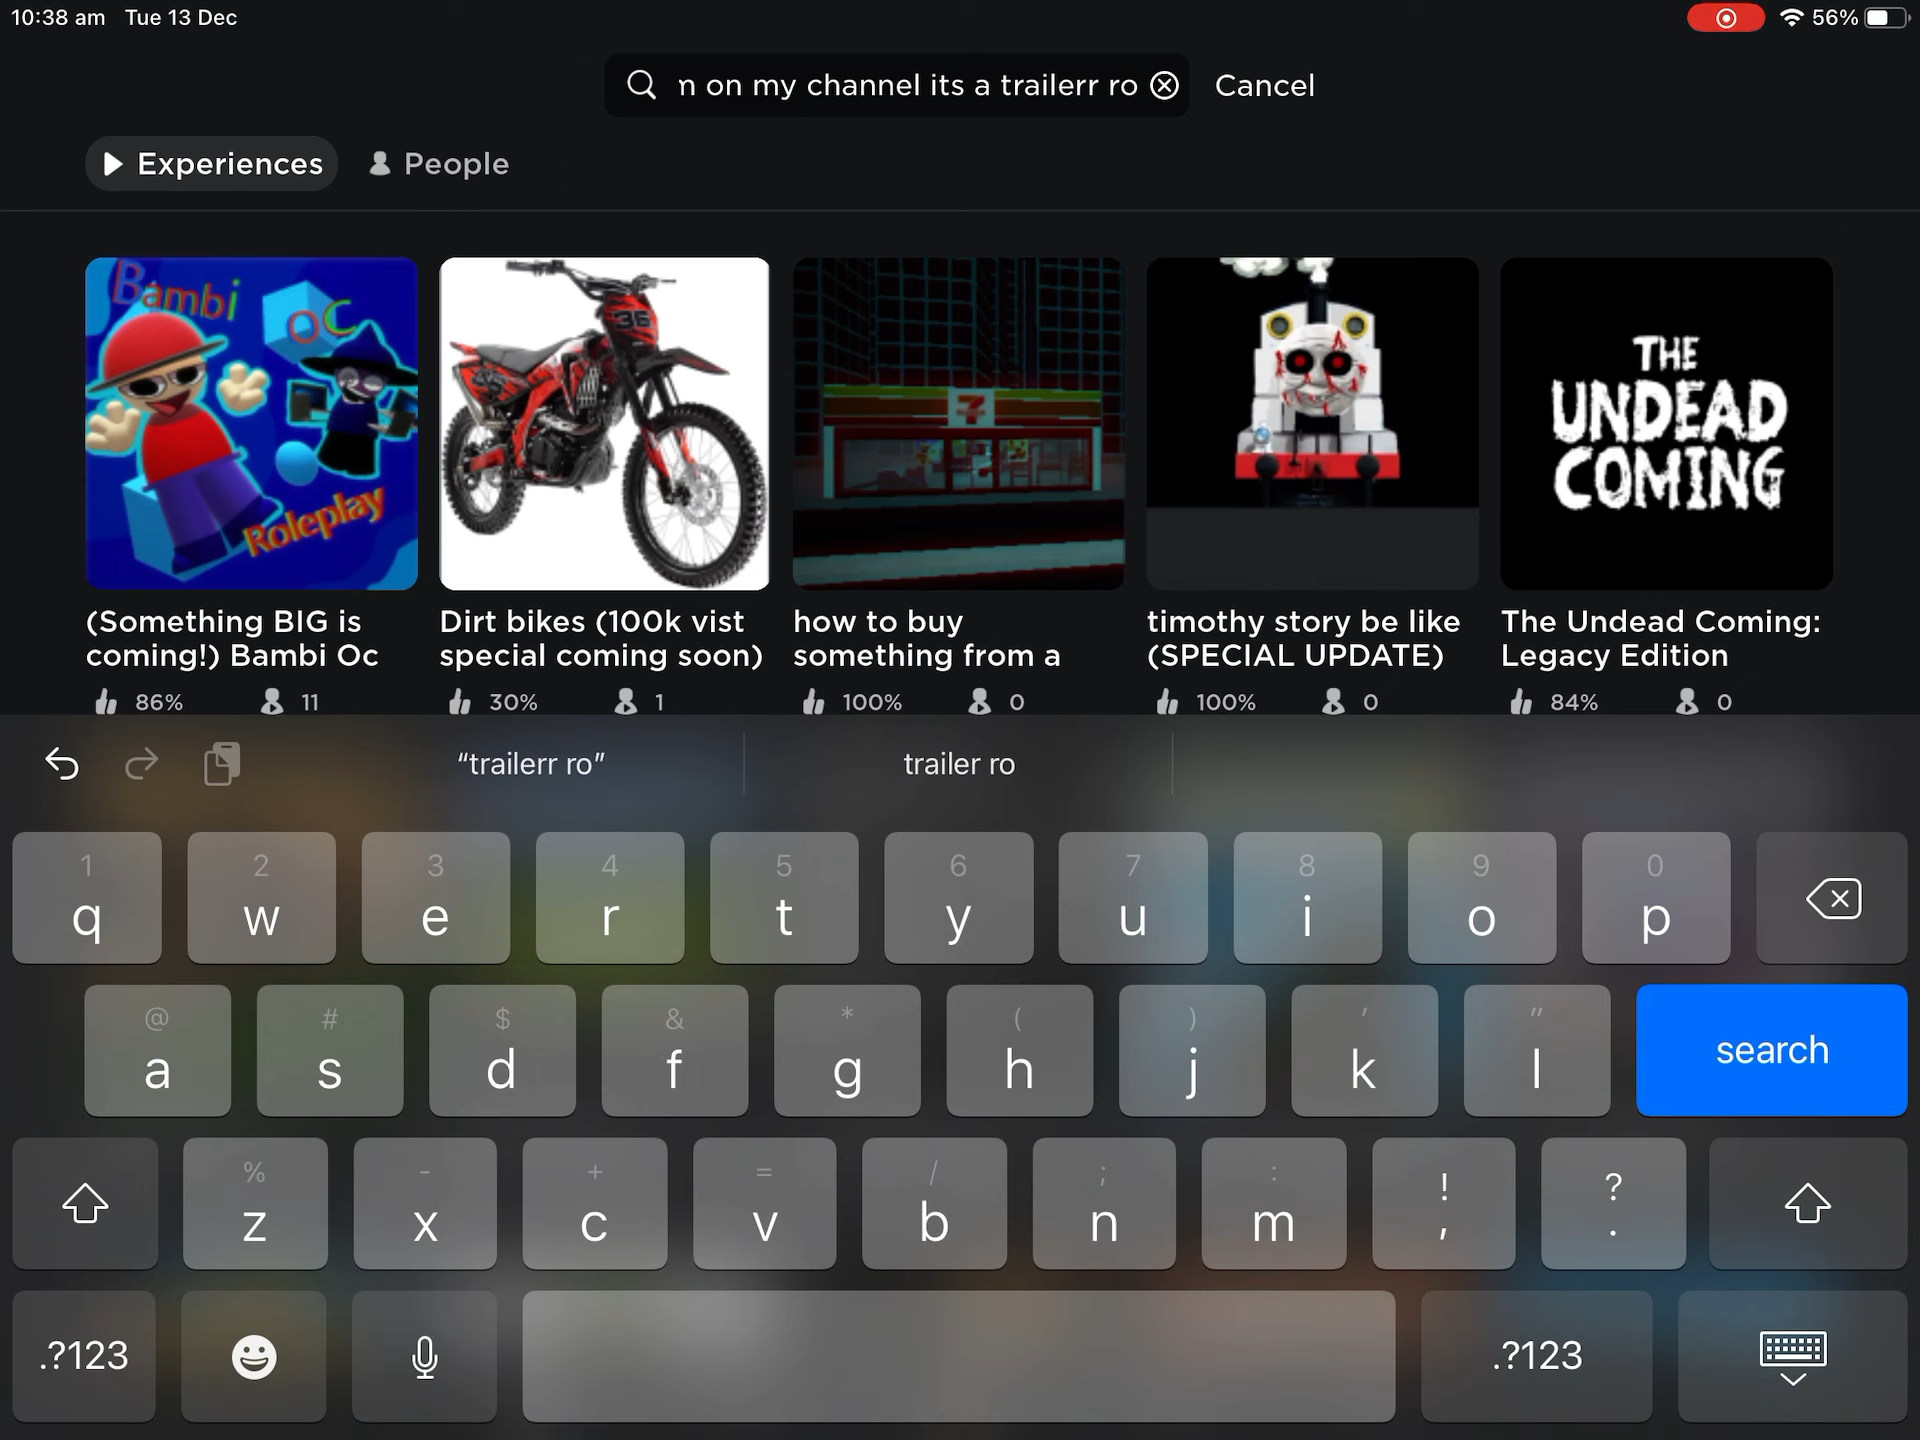 10:38 am Tue 13 Dec 56%
n on my channel its a trailerr ro Cancel
Experiences People
Bambi
OC
Roleplay
36
7
THE
UNDEAD
COMING
(Something BIG is
coming!) Bambi Oc
86% 11
Dirt bikes (100k vist
special coming soon)
30% 1
how to buy
something from a
100% 0
timothy story be like
(SPECIAL UPDATE)
100% 0
The Undead Coming:
Legacy Edition
84% 0
“trailerr ro” trailer ro
1 2 3 4 5 6 7 8 9 0
q w e r t y u i o p
@ # $ & * ( ) ' "
a s d f g h j k l search
% - + = / ; : ! ?
z x c v b n m , .
.?123 .?123